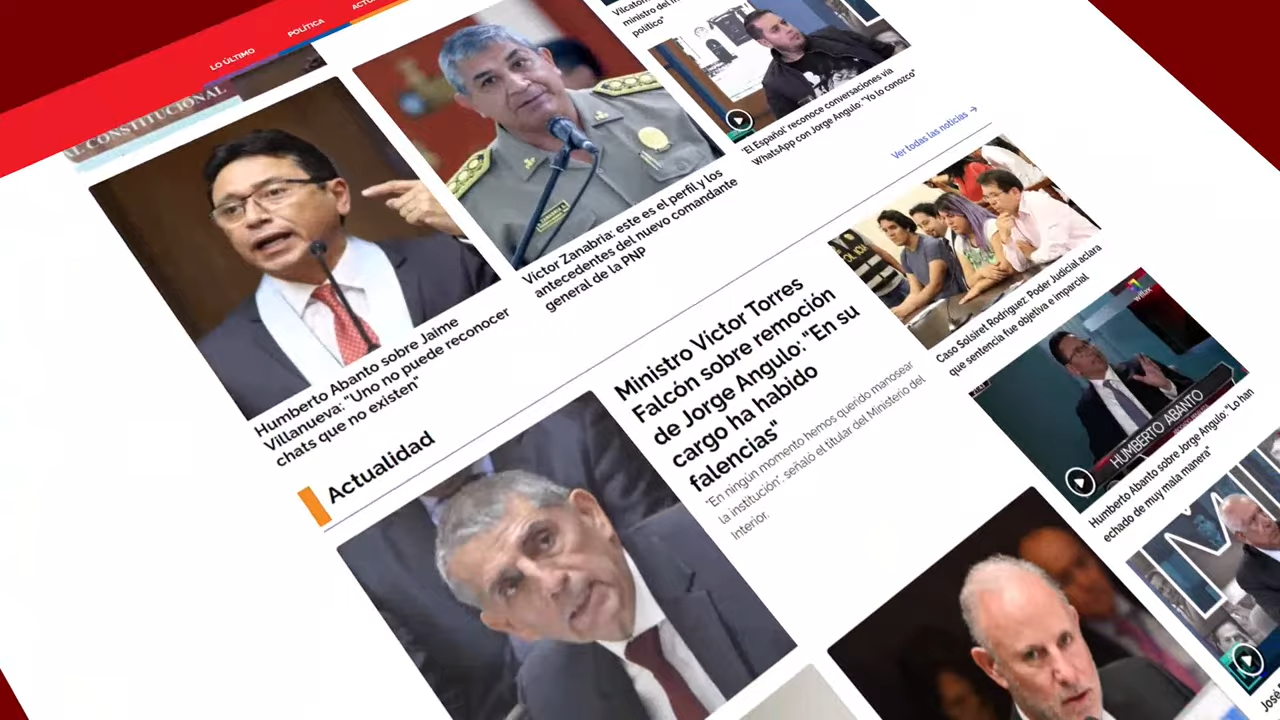 LO ÚLTIMO
POLÍTICA
CONSTITUCIONAL
Humberto Abanto sobre Jaime
Villanueva: "Uno no puede reconocer
chats que no existen"
Víctor Zanabria: este es el perfil y los
antecedentes del nuevo comandante
general de la PNP
ministro del
político"
'El Español' reconoce conversaciones vía
WhatsApp con Jorge Angulo: "Yo lo conozco"
Ver todas las noticias →
Actualidad
Ministro Víctor Torres
Falcón sobre remoción
de Jorge Angulo: "En su
cargo ha habido
falencias"
"En ningún momento hemos querido manosear
la institución", señaló el titular del Ministerio del
Interior.
Caso Solsiret Rodríguez: Poder Judicial aclara
que sentencia fue objetiva e imparcial
willax
HUMBERTO ABANTO
Humberto Abanto sobre Jorge Angulo: "Lo han
echado de muy mala manera"